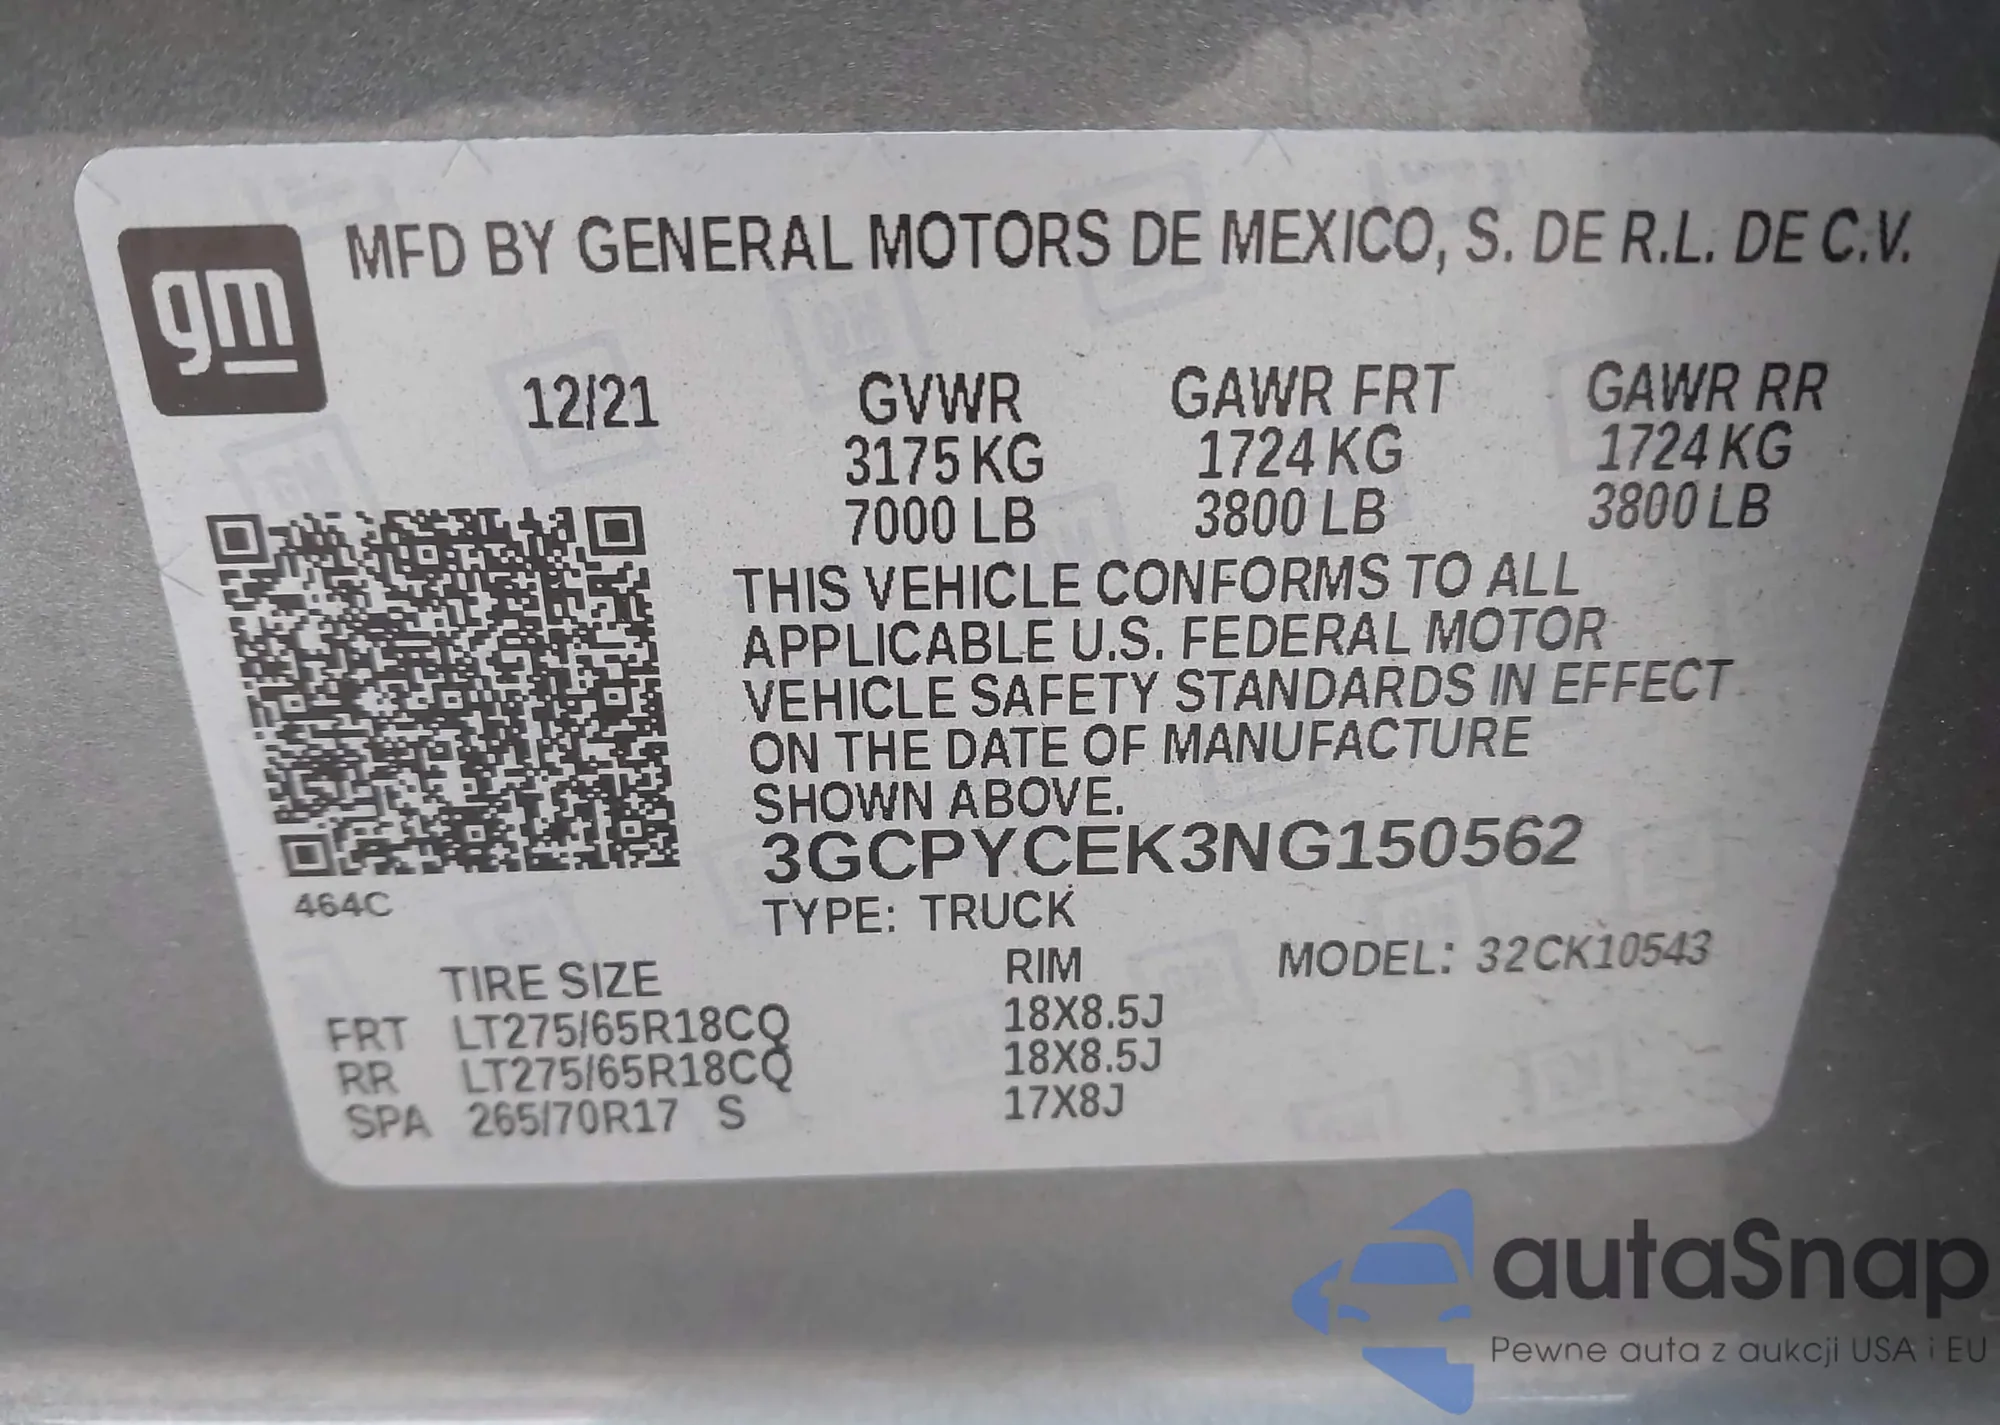 gm
MFD BY GENERAL MOTORS DE MEXICO, S. DE R.L. DE C.V.
12/21 GVWR GAWR FRT GAWR RR
3175 KG 1724 KG 1724 KG
7000 LB 3800 LB 3800 LB
THIS VEHICLE CONFORMS TO ALL
APPLICABLE U.S. FEDERAL MOTOR
VEHICLE SAFETY STANDARDS IN EFFECT
ON THE DATE OF MANUFACTURE
SHOWN ABOVE.
3GCPYCEK3NG150562
464C
TYPE: TRUCK
TIRE SIZE RIM MODEL: 32CK10543
FRT LT275/65R18CQ 18X8.5J
RR LT275/65R18CQ 18X8.5J
SPA 265/70R17 S 17X8J
autaSnap
Pewne auta z aukcji USA i EU